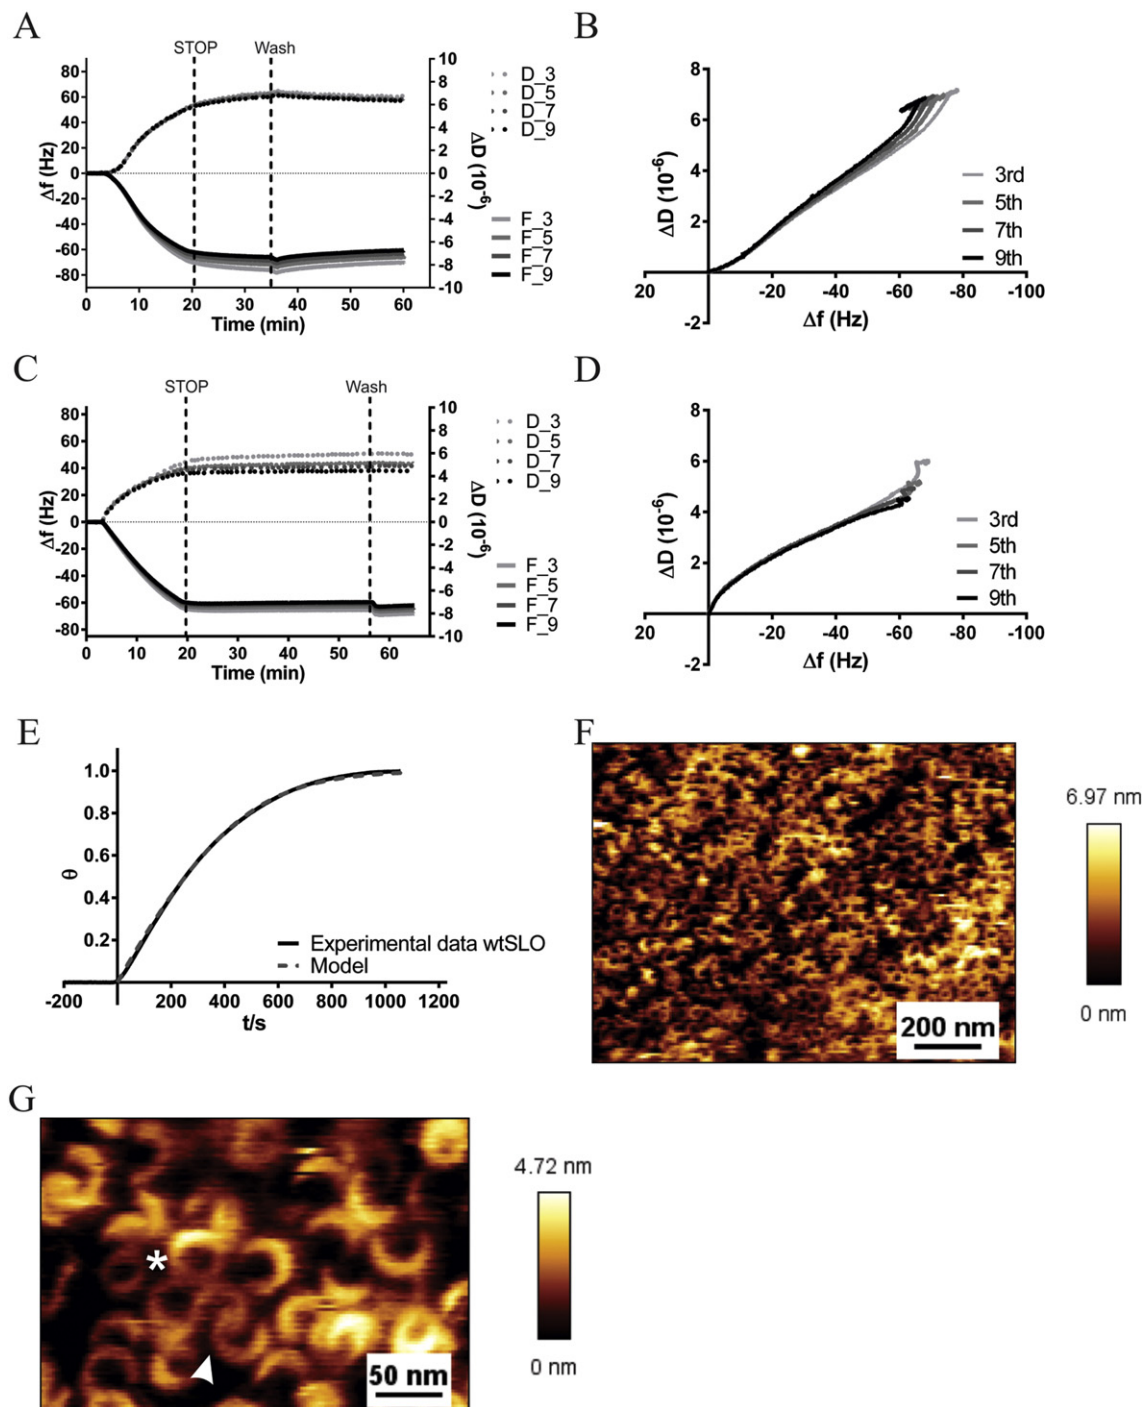 A
STOP Wash
80
60
40
20
0
-20
-40
-60
-80
Δf (Hz)
10
8
6
4
2
0
-2
-4
-6
-8
-10
ΔD (10-6)
0 10 20 30 40 50 60
Time (min)
D_3
D_5
D_7
D_9
F_3
F_5
F_7
F_9
B
8
6
4
2
-2
ΔD (10-6)
20 -20 -40 -60 -80 -100
Δf (Hz)
3rd
5th
7th
9th
C
STOP Wash
80
60
40
20
0
-20
-40
-60
-80
Δf (Hz)
10
8
6
4
2
0
-2
-4
-6
-8
-10
ΔD (10-6)
0 10 20 30 40 50 60
Time (min)
D_3
D_5
D_7
D_9
F_3
F_5
F_7
F_9
D
8
6
4
2
-2
ΔD (10-6)
20 -20 -40 -60 -80 -100
Δf (Hz)
3rd
5th
7th
9th
E
1.0
0.8
0.6
0.4
0.2
θ
-200 200 400 600 800 1000 1200
t/s
Experimental data wtSLO
Model
F
200 nm
6.97 nm
0 nm
G
*
50 nm
4.72 nm
0 nm